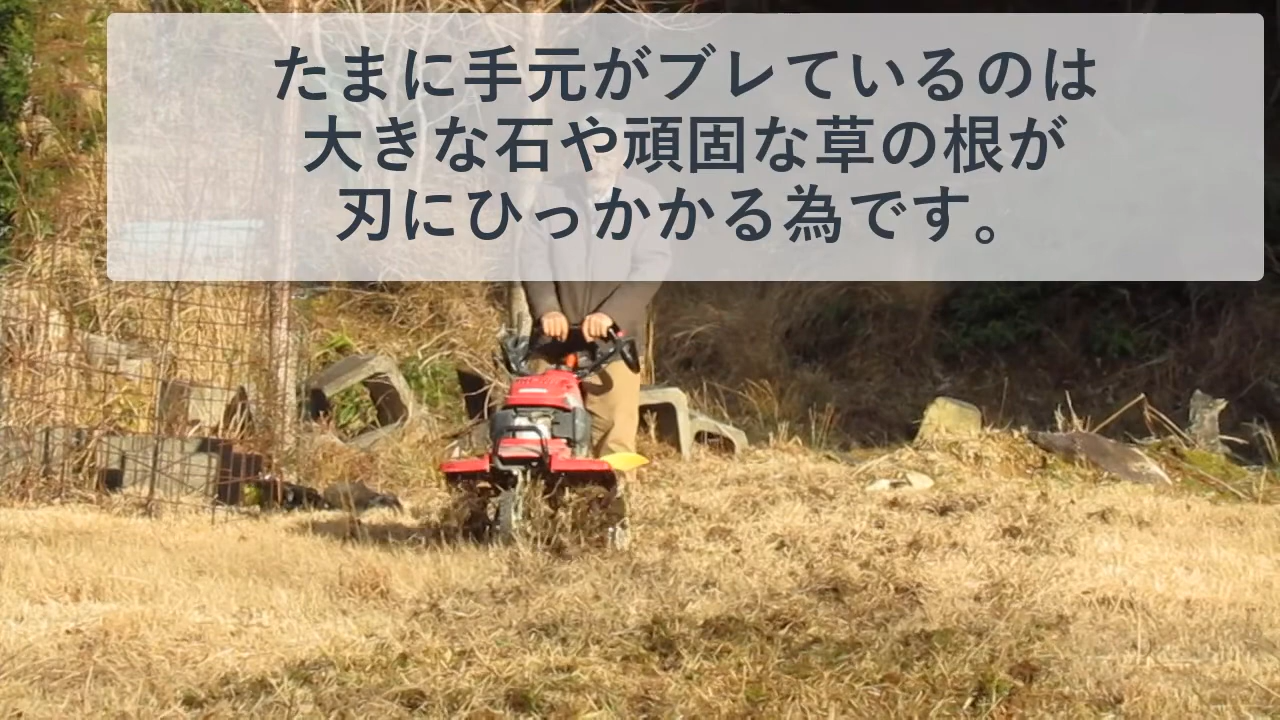 たまに手元がブレているのは
大きな石や頑固な草の根が
刃にひっかかる為です。